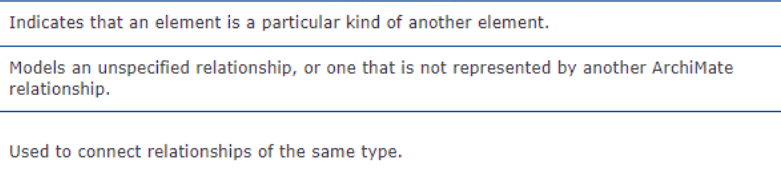 Indicates that an element is a particular kind of another element.
Models an unspecified relationship, or one that is not represented by another ArchiMate
relationship.
Used to connect relationships of the same type.